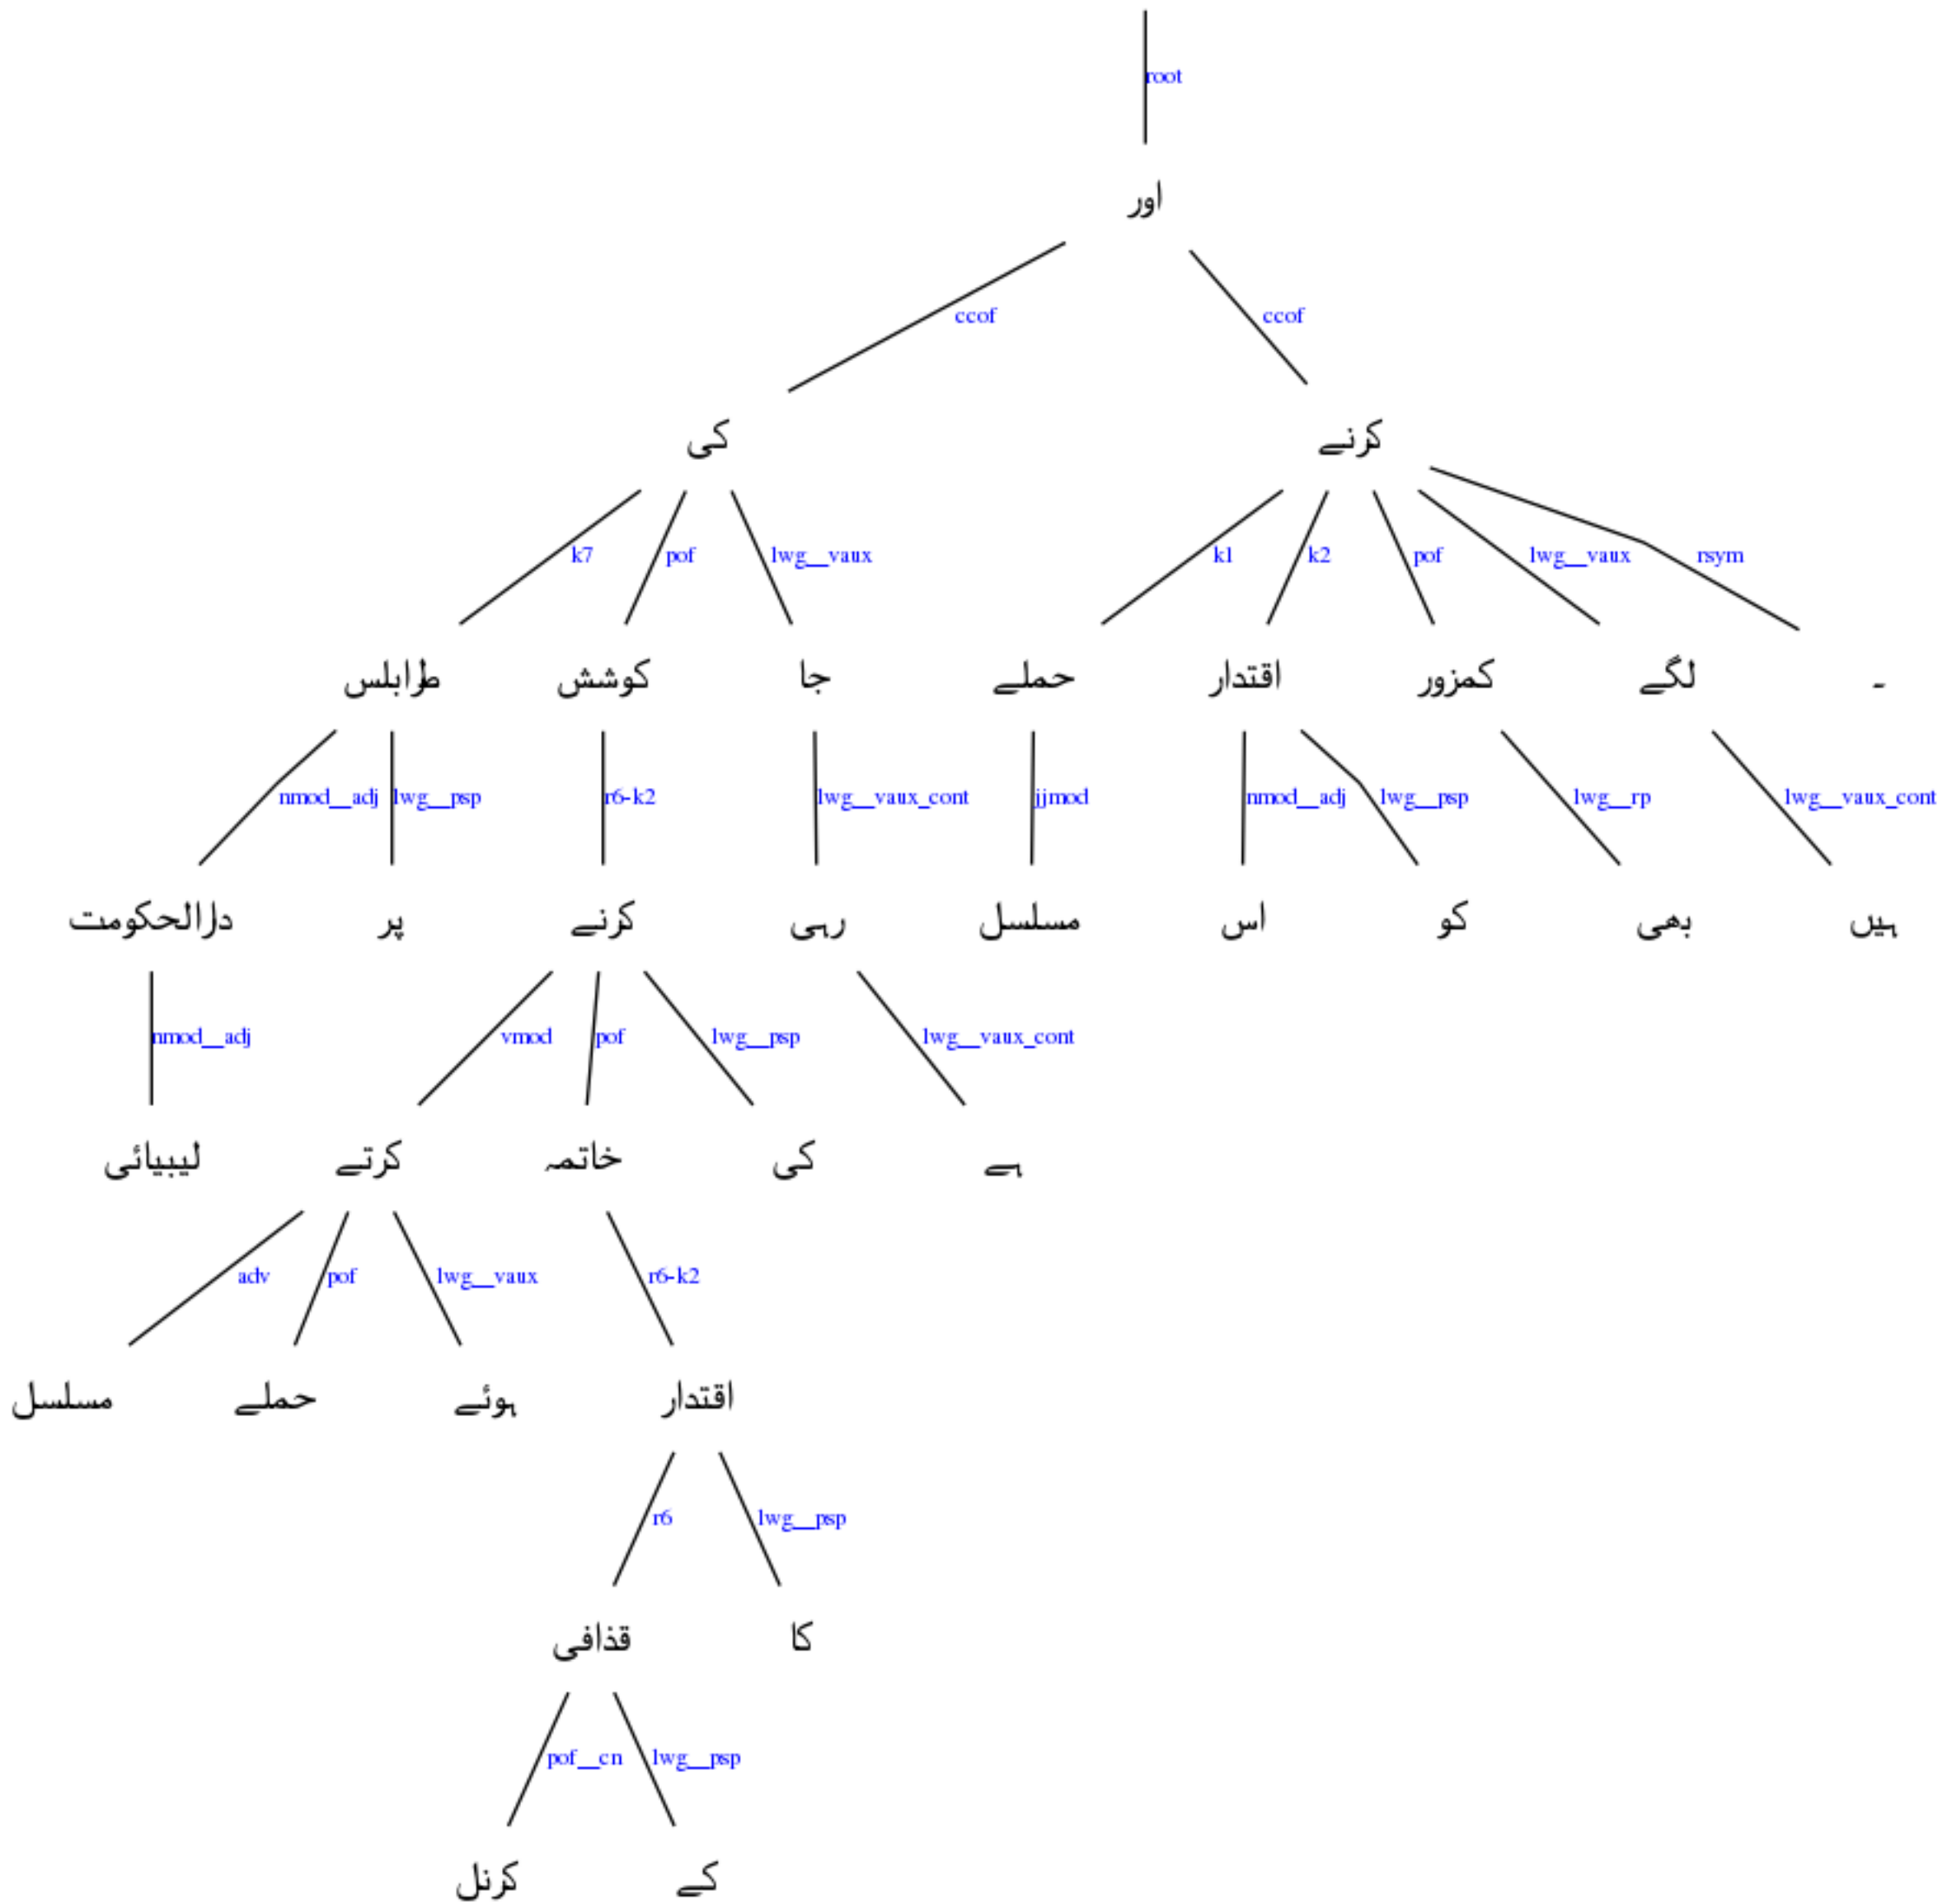 root
اور
ccof ccof
کی کرنے
k7 pof lwg__vaux k1 k2 pof lwg__vaux rsym
طرابلس کوشش جا حملے اقتدار کمزور لگے ۔
nmod__adj lwg__psp r6-k2 lwg__vaux_cont jjmod nmod__adj lwg__psp lwg__rp lwg__vaux_cont
دارالحکومت پر کرنے رہی مسلسل اس کو بھی ہیں
nmod__adj vmod pof lwg__psp lwg__vaux_cont
لیبیائی کرتے خاتمہ کی ہے
adv pof lwg__vaux r6-k2
مسلسل حملے ہوئے اقتدار
r6 lwg__psp
قذافی کا
pof__cn lwg__psp
کرنل کے